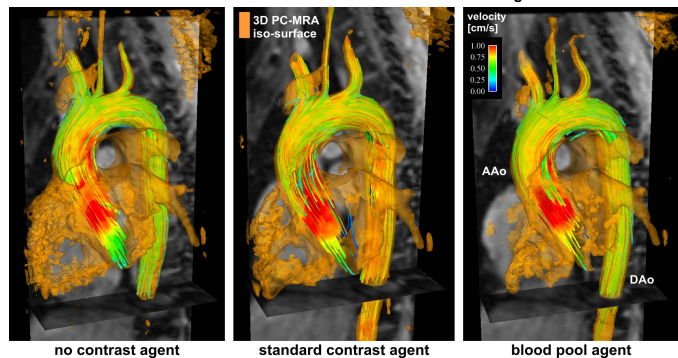 3D PC-MRA
iso-surface
velocity
[cm/s]
1.00
0.75
0.50
0.25
0.00
AAo
DAo
no contrast agent
standard contrast agent
blood pool agent